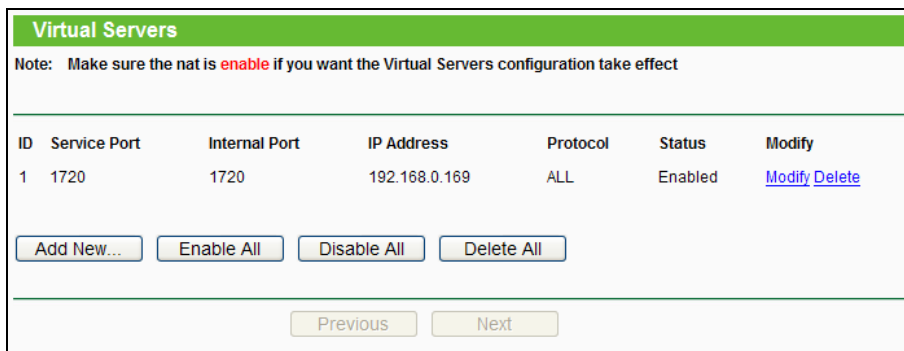 Virtual Servers
Note: Make sure the nat is enable if you want the Virtual Servers configuration take effect
ID Service Port Internal Port IP Address Protocol Status Modify
1 1720 1720 192.168.0.169 ALL Enabled Modify Delete
Add New... Enable All Disable All Delete All
Previous Next